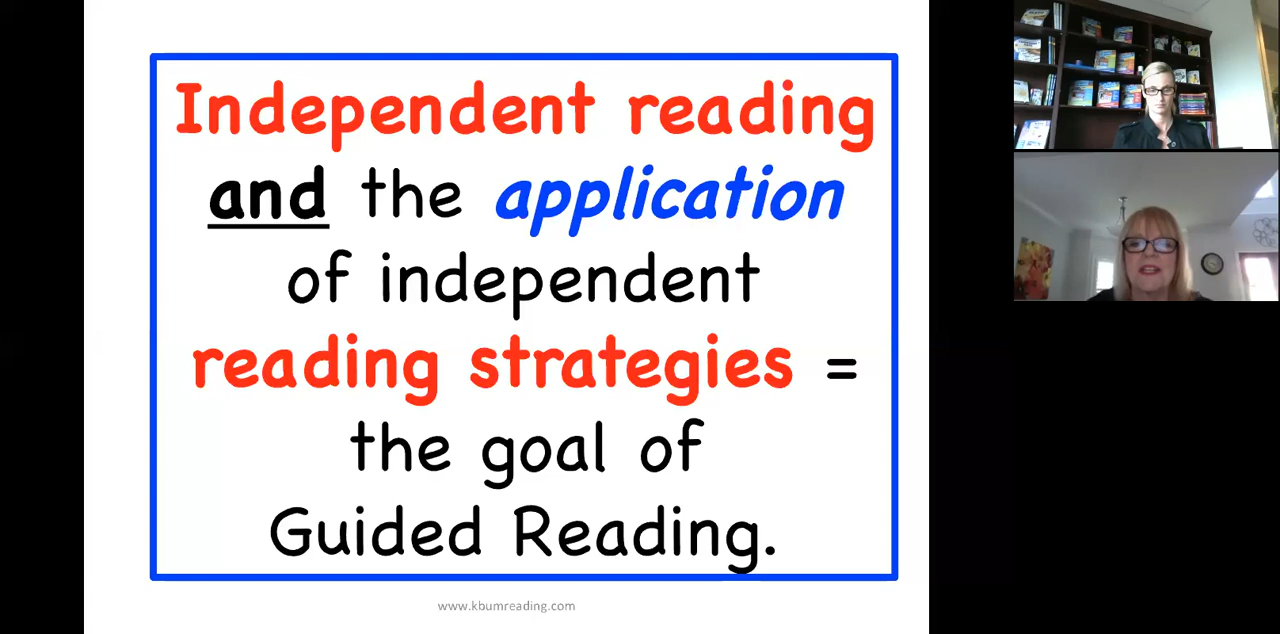 Independent reading
and the application
of independent
reading strategies =
the goal of
Guided Reading.
www.kbumreading.com